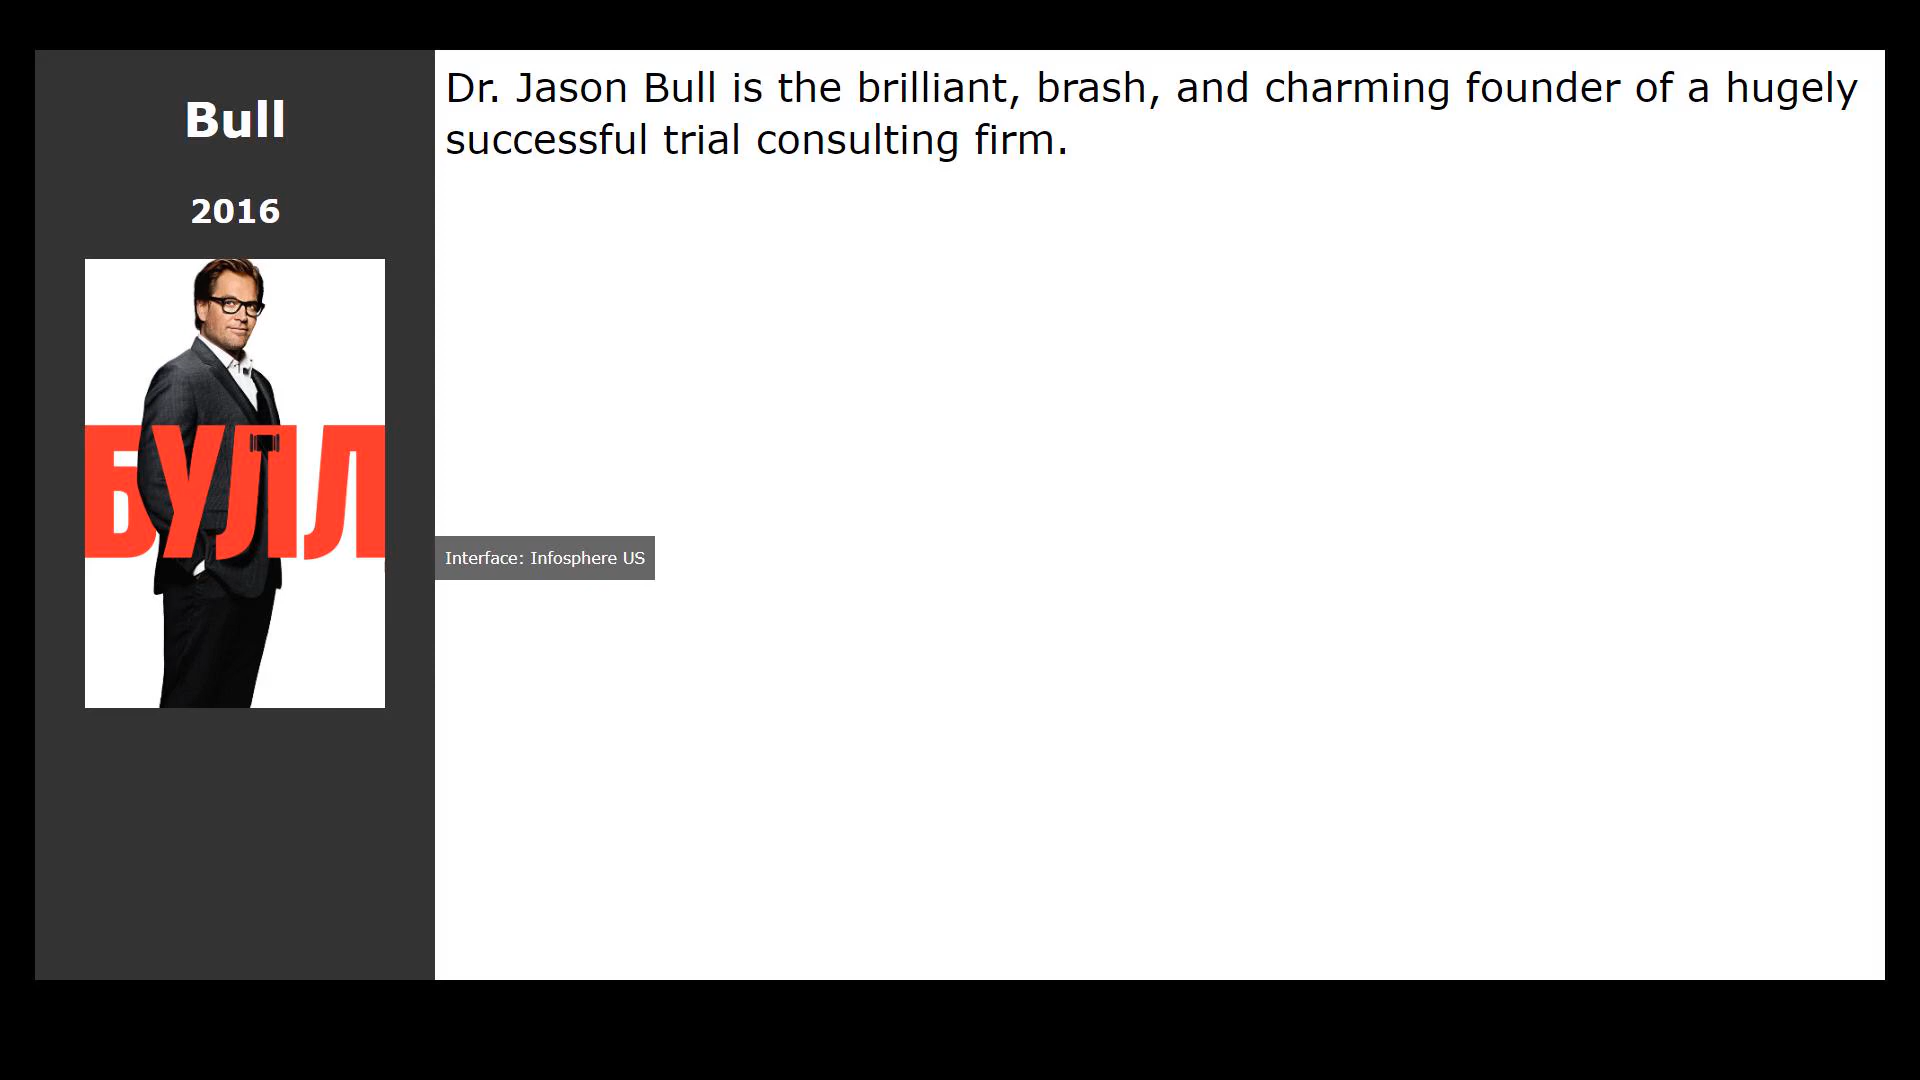 Bull
2016
БУЛЛ
Dr. Jason Bull is the brilliant, brash, and charming founder of a hugely
successful trial consulting firm.
Interface: Infosphere US